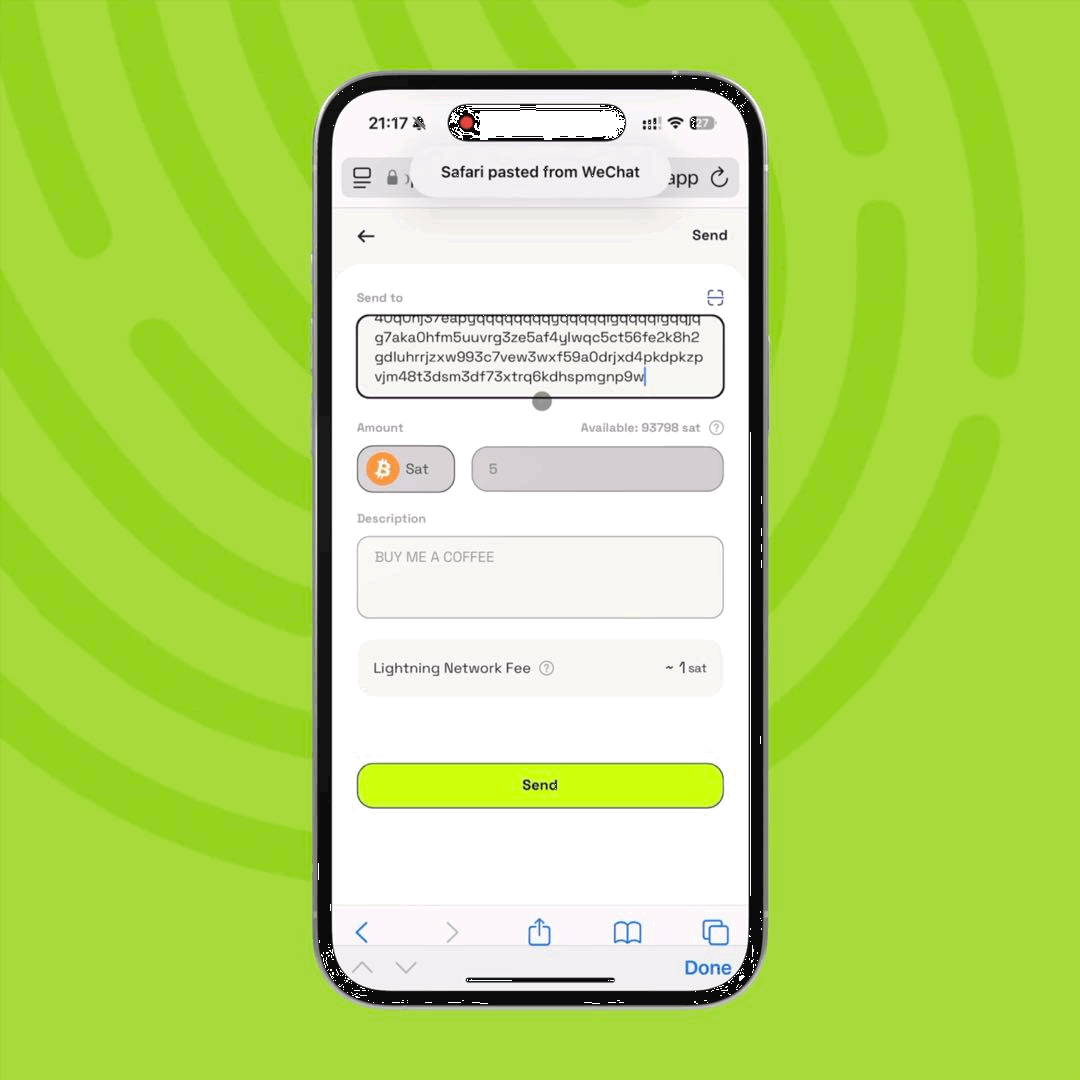 21:17
27
Safari pasted from WeChat
app
Send
Send to
g7aka0hfm5uuvrg3ze5af4ylwqc5ct56fe2k8h2
gdluhrrjzxw993c7vew3wxf59a0drjxd4pkdpkzp
vjm48t3dsm3df73xtrq6kdhspmgnp9w
Amount
Available: 93798 sat ?
Sat
5
Description
BUY ME A COFFEE
Lightning Network Fee ?
~ 1 sat
Send
Done